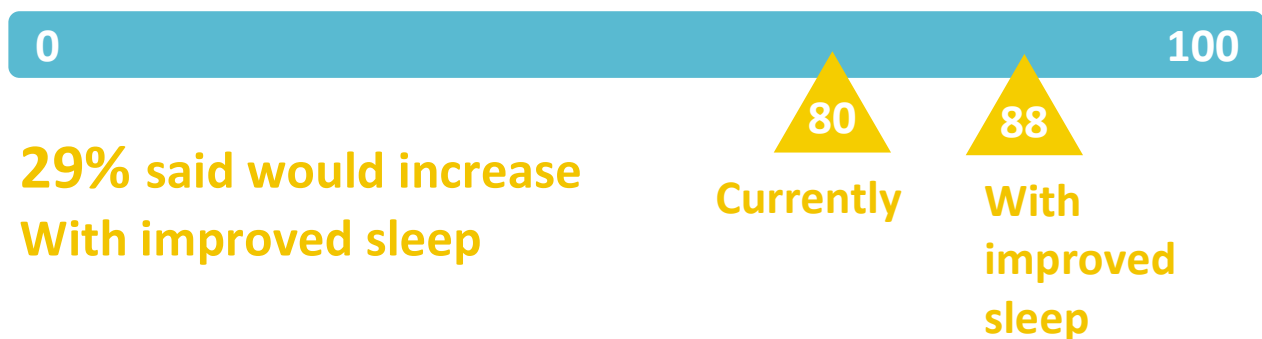 0
100
80
88
29% said would increase
With improved sleep
Currently
With
improved
sleep